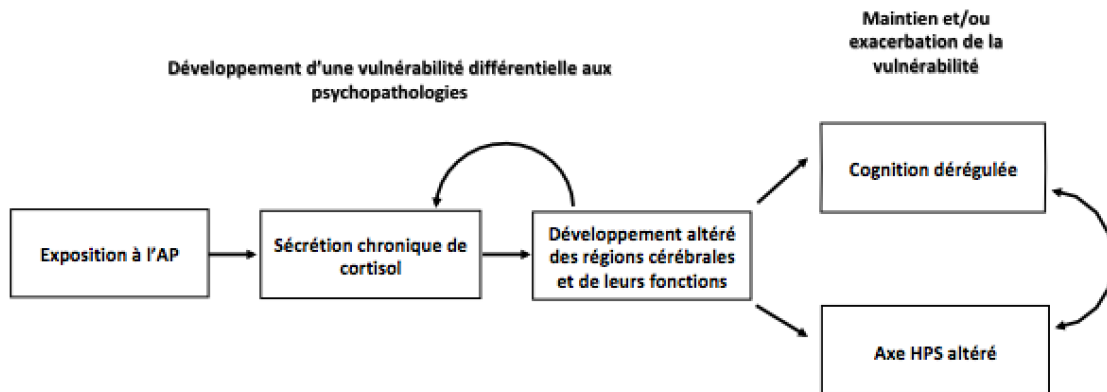 Maintien et/ou
exacerbation de la
vulnérabilité
Développement d'une vulnérabilité différentielle aux
psychopathologies
Cognition dérégulée
Exposition à l'AP
Sécrétion chronique de
cortisol
Développement altéré
des régions cérébrales
et de leurs fonctions
Axe HPS altéré